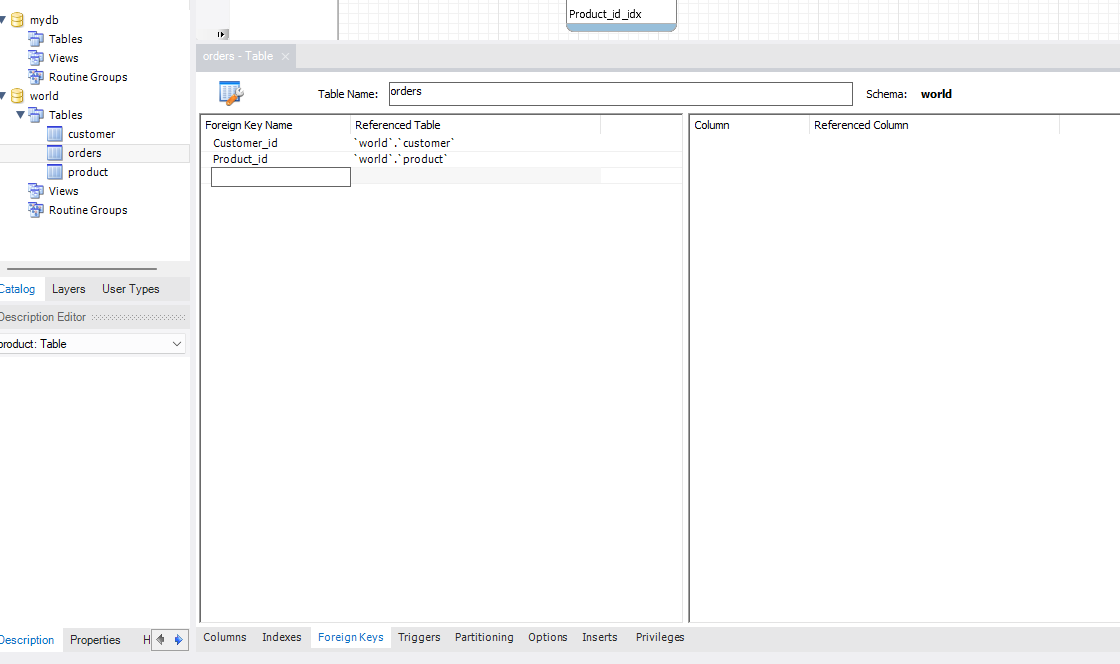 mydb
Tables
Views
Routine Groups
world
Tables
customer
orders
product
Views
Routine Groups
Catalog Layers User Types
Description Editor
product: Table
Description Properties H
Product_id_idx
orders - Table
Table Name: orders Schema: world
Foreign Key Name Referenced Table
Customer_id `world`.`customer`
Product_id `world`.`product`
Column Referenced Column
Columns Indexes Foreign Keys Triggers Partitioning Options Inserts Privileges